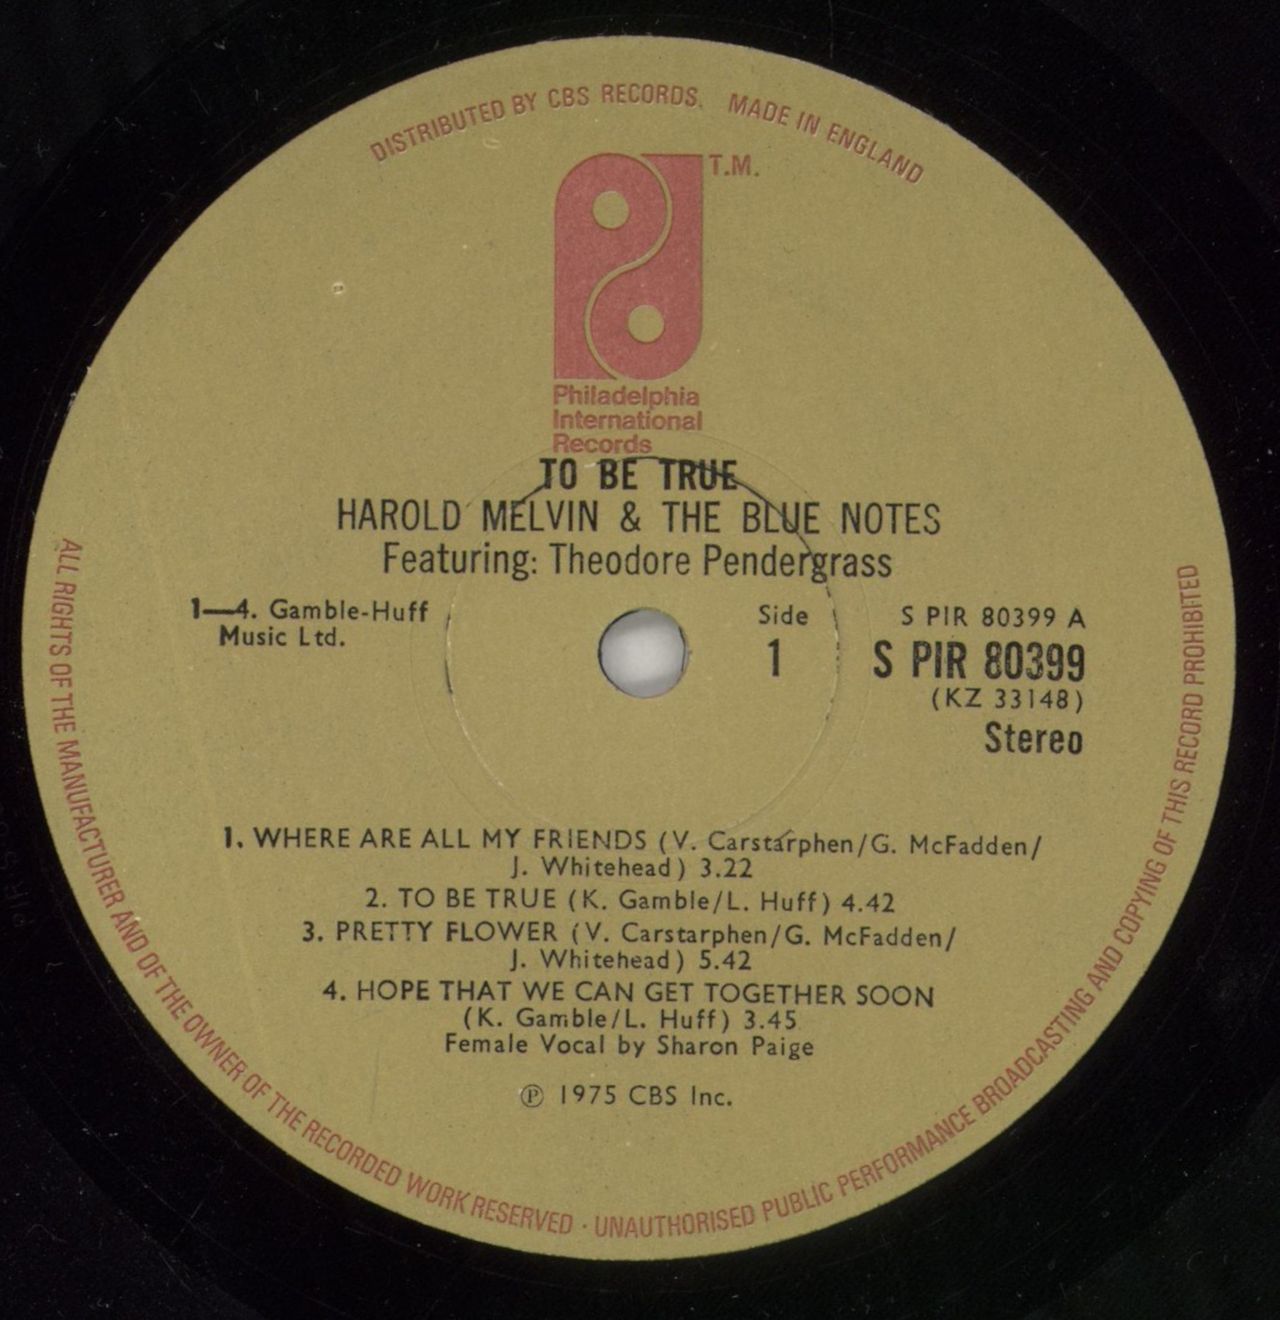 DISTRIBUTED BY CBS RECORDS. MADE IN ENGLAND
T.M.
Philadelphia
International
Records
TO BE TRUE
HAROLD MELVIN & THE BLUE NOTES
Featuring: Theodore Pendergrass
1—4. Gamble-Huff
Music Ltd.
Side
1
S PIR 80399 A
S PIR 80399
(KZ 33148)
Stereo
1. WHERE ARE ALL MY FRIENDS (V. Carstarphen/G. McFadden/
J. Whitehead) 3.22
2. TO BE TRUE (K. Gamble/L. Huff) 4.42
3. PRETTY FLOWER (V. Carstarphen/G. McFadden/
J. Whitehead) 5.42
4. HOPE THAT WE CAN GET TOGETHER SOON
(K. Gamble/L. Huff) 3.45
Female Vocal by Sharon Paige
℗ 1975 CBS Inc.
ALL RIGHTS OF THE MANUFACTURER AND OF THE OWNER OF THE RECORDED WORK RESERVED · UNAUTHORISED PUBLIC PERFORMANCE BROADCASTING AND COPYING OF THIS RECORD PROHIBITED